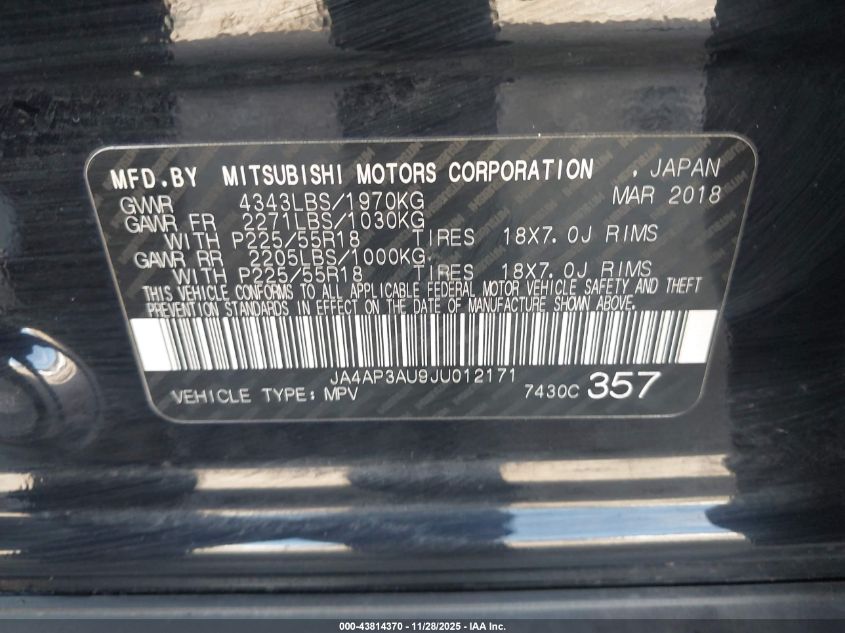 MFD.BY MITSUBISHI MOTORS CORPORATION . JAPAN
GVWR 4343LBS/1970KG MAR 2018
GAWR FR 2271LBS/1030KG
WITH P225/55R18 TIRES 18X7.0J RIMS
GAWR RR 2205LBS/1000KG
WITH P225/55R18 TIRES 18X7.0J RIMS
THIS VEHICLE CONFORMS TO ALL APPLICABLE FEDERAL MOTOR VEHICLE SAFETY AND THEFT
PREVENTION STANDARDS IN EFFECT ON THE DATE OF MANUFACTURE SHOWN ABOVE.
JA4AP3AU9JU012171
VEHICLE TYPE: MPV 7430C 357
000-43814370 - 11/28/2025 - IAA Inc.